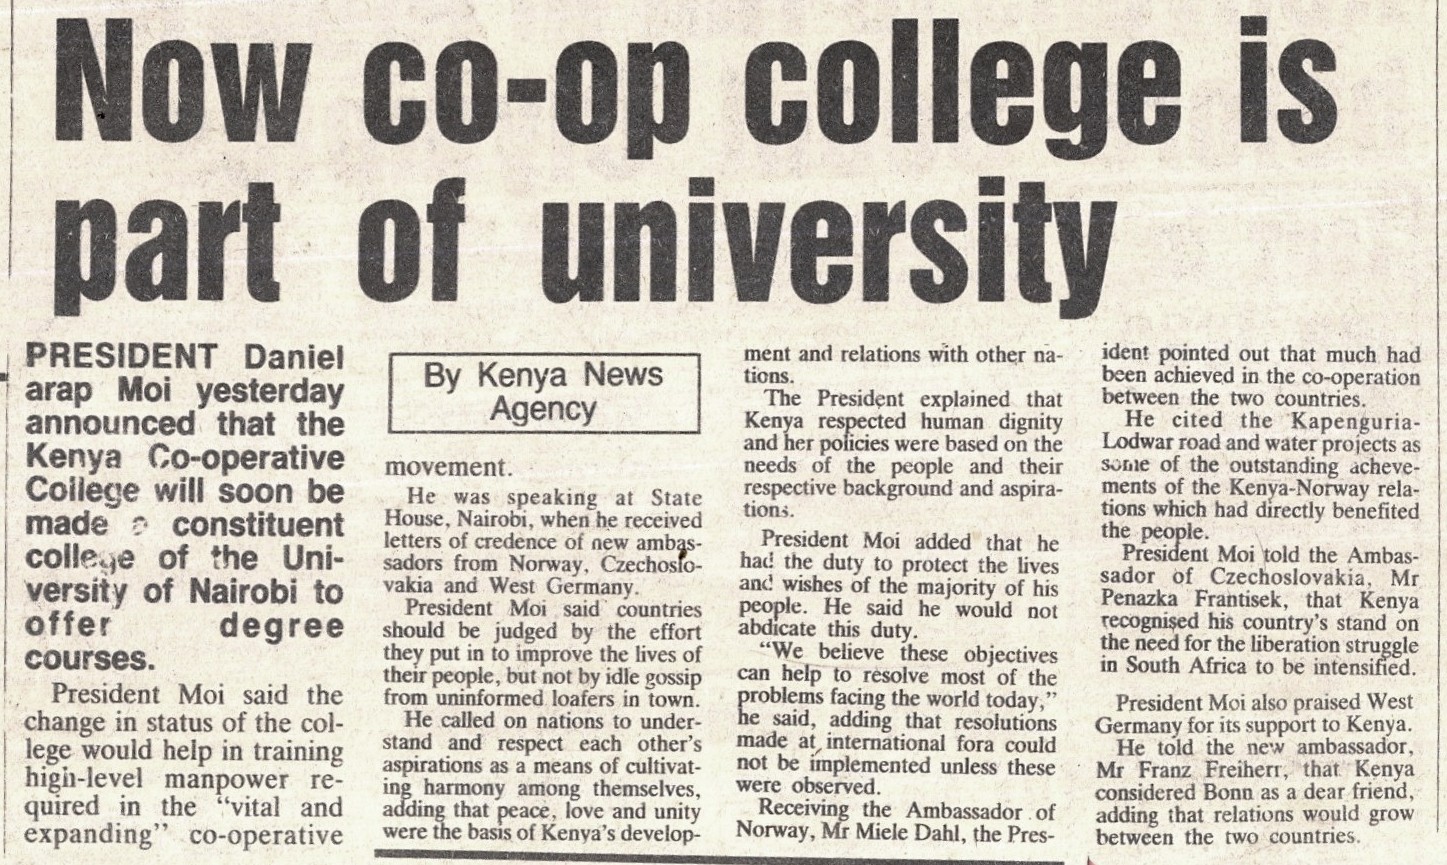 Now co-op college is
part of university
PRESIDENT Daniel
arap Moi yesterday
announced that the
Kenya Co-operative
College will soon be
made a constituent
college of the Uni-
versity of Nairobi to
offer degree
courses.
President Moi said the
change in status of the col-
lege would help in training
high-level manpower re-
quired in the “vital and
expanding” co-operative
By Kenya News
Agency
movement.
He was speaking at State
House, Nairobi, when he received
letters of credence of new ambas-
sadors from Norway, Czechoslo-
vakia and West Germany.
President Moi said countries
should be judged by the effort
they put in to improve the lives of
their people, but not by idle gossip
from uninformed loafers in town.
He called on nations to under-
stand and respect each other’s
aspirations as a means of cultivat-
ing harmony among themselves,
adding that peace, love and unity
were the basis of Kenya’s develop-
ment and relations with other na-
tions.
The President explained that
Kenya respected human dignity
and her policies were based on the
needs of the people and their
respective background and aspira-
tions.
President Moi added that he
had the duty to protect the lives
and wishes of the majority of his
people. He said he would not
abdicate this duty.
“We believe these objectives
can help to resolve most of the
problems facing the world today,”
he said, adding that resolutions
made at international fora could
not be implemented unless these
were observed.
Receiving the Ambassador of
Norway, Mr Miele Dahl, the Pres-
ident pointed out that much had
been achieved in the co-operation
between the two countries.
He cited the Kapenguria-
Lodwar road and water projects as
some of the outstanding acheve-
ments of the Kenya-Norway rela-
tions which had directly benefited
the people.
President Moi told the Ambas-
sador of Czechoslovakia, Mr
Penazka Frantisek, that Kenya
recognised his country’s stand on
the need for the liberation struggle
in South Africa to be intensified.
President Moi also praised West
Germany for its support to Kenya.
He told the new ambassador,
Mr Franz Freiherr, that Kenya
considered Bonn as a dear friend,
adding that relations would grow
between the two countries.